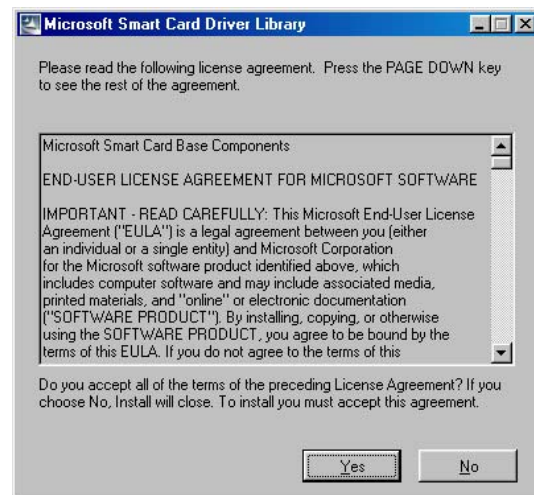 Microsoft Smart Card Driver Library
Please read the following license agreement. Press the PAGE DOWN key
to see the rest of the agreement.
Microsoft Smart Card Base Components
END-USER LICENSE AGREEMENT FOR MICROSOFT SOFTWARE
IMPORTANT - READ CAREFULLY: This Microsoft End-User License
Agreement ("EULA") is a legal agreement between you (either
an individual or a single entity) and Microsoft Corporation
for the Microsoft software product identified above, which
includes computer software and may include associated media,
printed materials, and "online" or electronic documentation
("SOFTWARE PRODUCT"). By installing, copying, or otherwise
using the SOFTWARE PRODUCT, you agree to be bound by the
terms of this EULA. If you do not agree to the terms of this
Do you accept all of the terms of the preceding License Agreement? If you
choose No, Install will close. To install you must accept this agreement.
Yes
No